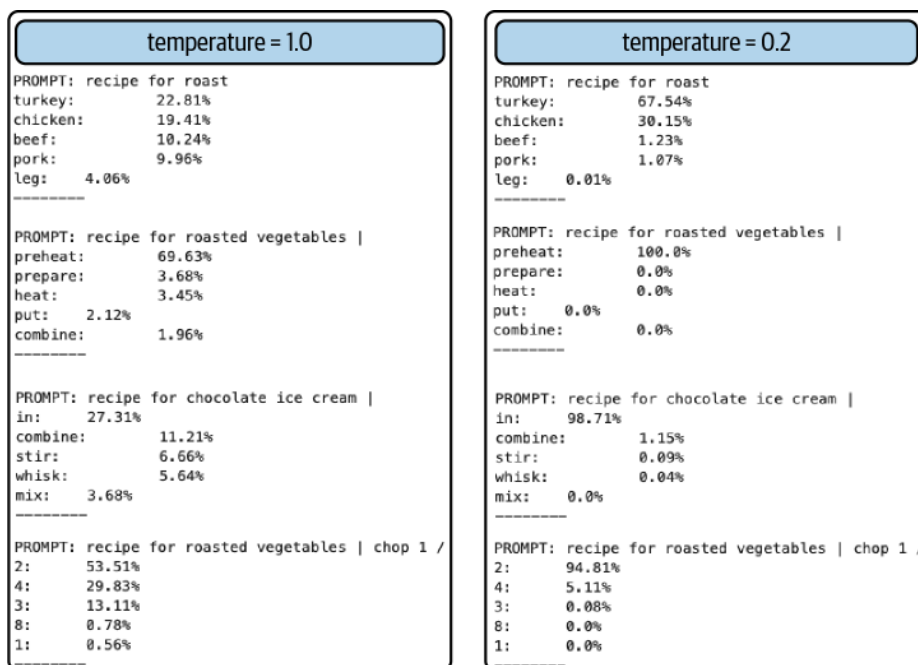 temperature = 1.0
PROMPT: recipe for roast
turkey: 22.81%
chicken: 19.41%
beef: 10.24%
pork: 9.96%
leg: 4.06%
--------
PROMPT: recipe for roasted vegetables |
preheat: 69.63%
prepare: 3.68%
heat: 3.45%
put: 2.12%
combine: 1.96%
--------
PROMPT: recipe for chocolate ice cream |
in: 27.31%
combine: 11.21%
stir: 6.66%
whisk: 5.64%
mix: 3.68%
--------
PROMPT: recipe for roasted vegetables | chop 1 /
2: 53.51%
4: 29.83%
3: 13.11%
8: 0.78%
1: 0.56%
--------
temperature = 0.2
PROMPT: recipe for roast
turkey: 67.54%
chicken: 30.15%
beef: 1.23%
pork: 1.07%
leg: 0.01%
--------
PROMPT: recipe for roasted vegetables |
preheat: 100.0%
prepare: 0.0%
heat: 0.0%
put: 0.0%
combine: 0.0%
--------
PROMPT: recipe for chocolate ice cream |
in: 98.71%
combine: 1.15%
stir: 0.09%
whisk: 0.04%
mix: 0.0%
--------
PROMPT: recipe for roasted vegetables | chop 1 /
2: 94.81%
4: 5.11%
3: 0.08%
8: 0.0%
1: 0.0%
--------